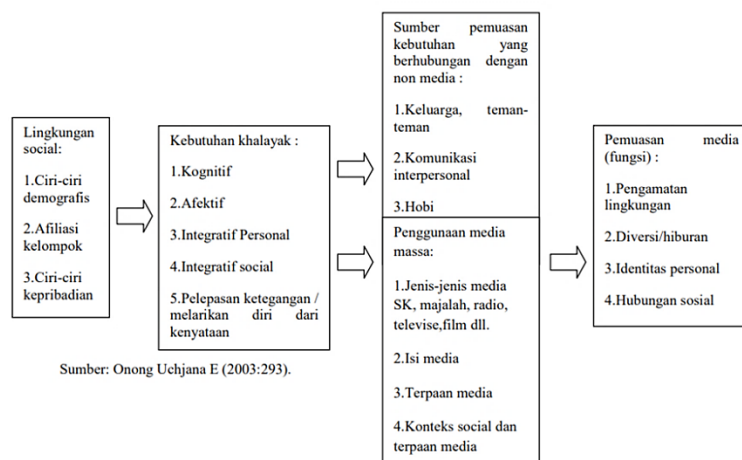 Lingkungan
social:
1.Ciri-ciri
demografis
2.Afiliasi
kelompok
3.Ciri-ciri
kepribadian
Kebutuhan khalayak :
1.Kognitif
2.Afektif
3.Integratif Personal
4.Integratif social
5.Pelepasan ketegangan /
melarikan diri dari
kenyataan
Sumber pemuasan
kebutuhan yang
berhubungan dengan
non media :
1.Keluarga, teman-
teman
2.Komunikasi
interpersonal
3.Hobi
Penggunaan media
massa:
1.Jenis-jenis media
SK, majalah, radio,
televise,film dll.
2.Isi media
3.Terpaan media
4.Konteks social dan
terpaan media
Pemuasan media
(fungsi) :
1.Pengamatan
lingkungan
2.Diversi/hiburan
3.Identitas personal
4.Hubungan sosial
Sumber: Onong Uchjana E (2003:293).